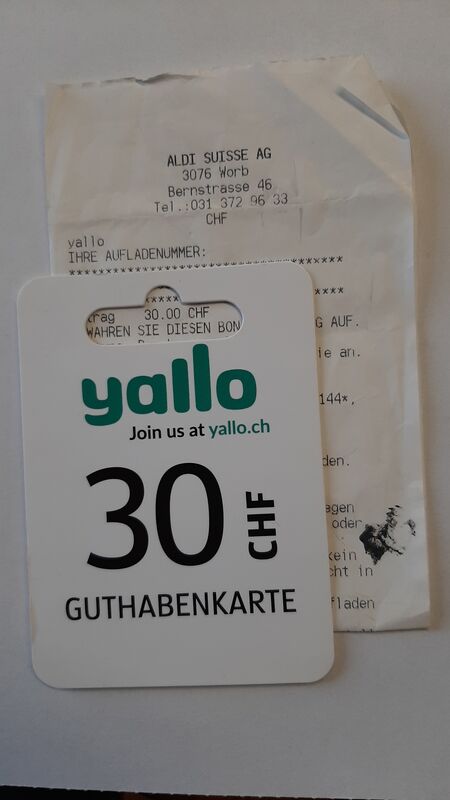 ALDI SUISSE AG
3076 Worb
Bernstrasse 46
Tel.:031 372 96 33
CHF
yallo
IHRE AUFLADENUMMER:
**************************************
****
*****
trag 30.00 CHF
WAHREN SIE DIESEN BON
G AUF.
ie an.
144*,
den.
agen
oder
kein
cht in
fladen
yallo
Join us at yallo.ch
30 CHF
GUTHABENKARTE